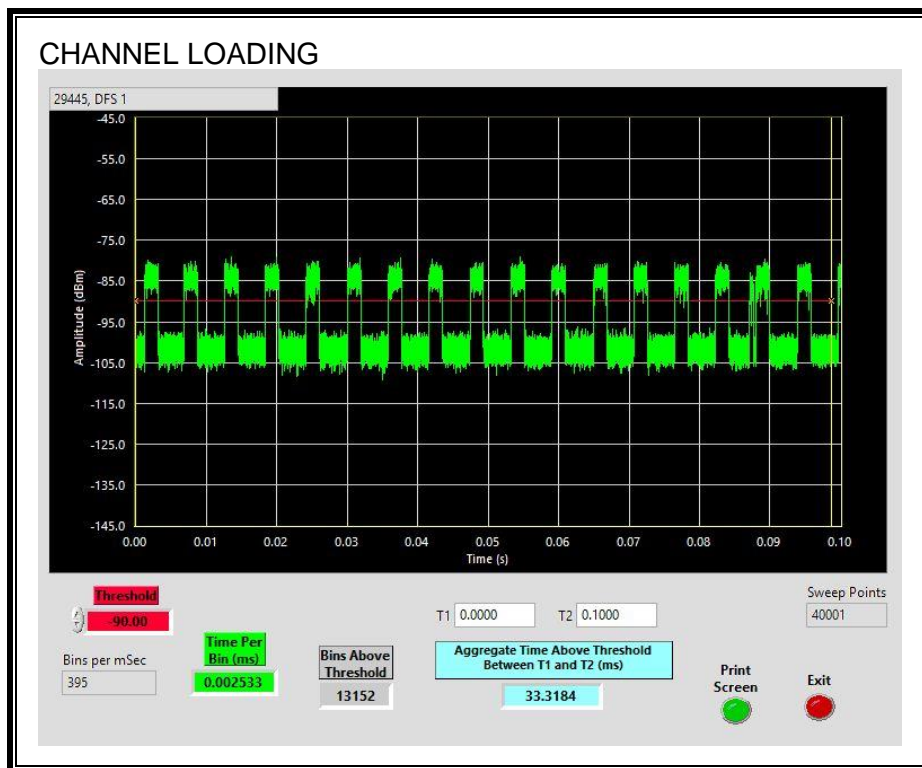 CHANNEL LOADING
29445, DFS 1
-45.0
-55.0
-65.0
-75.0
-85.0
-95.0
-105.0
-115.0
-125.0
-135.0
-145.0
Amplitude (dBm)
0.00 0.01 0.02 0.03 0.04 0.05 0.06 0.07 0.08 0.09 0.10
Time (s)
Threshold
-90.00
Bins per mSec
395
Time Per
Bin (ms)
0.002533
Bins Above
Threshold
13152
T1 0.0000 T2 0.1000
Aggregate Time Above Threshold
Between T1 and T2 (ms)
33.3184
Sweep Points
40001
Print
Screen
Exit